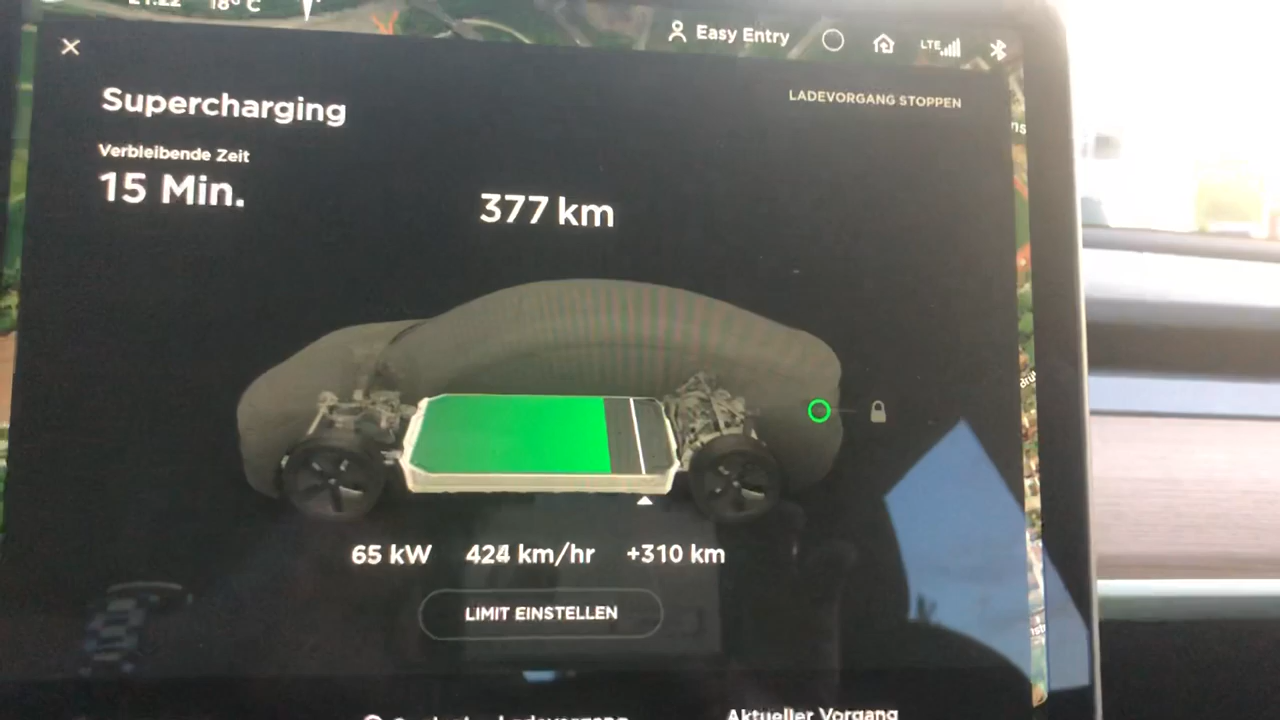 18° C
Easy Entry
LTE
Supercharging
LADEVORGANG STOPPEN
Verbleibende Zeit
15 Min.
377 km
65 kW 424 km/hr +310 km
LIMIT EINSTELLEN
Aktueller Vorgang